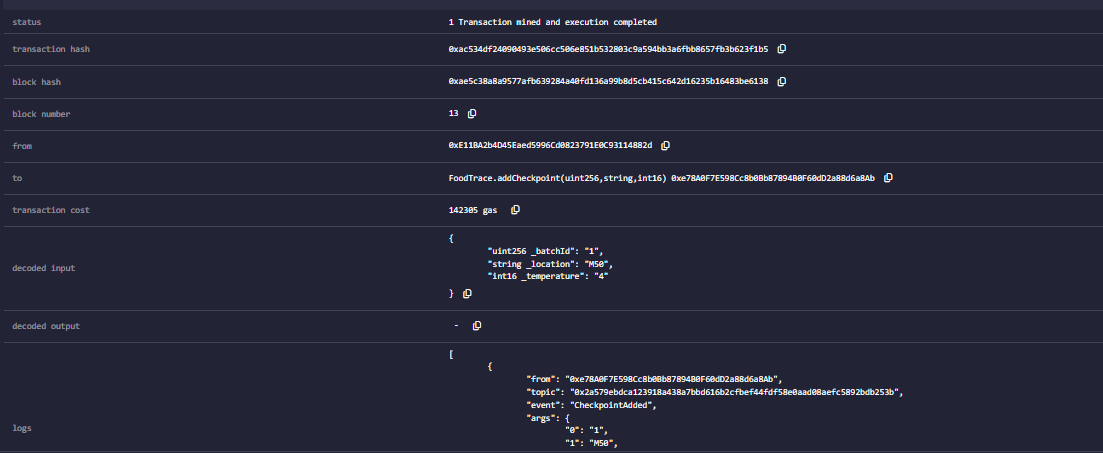 status 1 Transaction mined and execution completed
transaction hash 0xac534df24090493e506cc506e851b532803c9a594bb3a6fbb8657fb3b623f1b5
block hash 0xae5c38a8a9577afb639284a40fd136a99b8d5cb415c642d16235b16483be6138
block number 13
from 0xE11BA2b4D45Eaed5996Cd0823791E0C93114882d
to FoodTrace.addCheckpoint(uint256,string,int16) 0xe78A0F7E598Cc8b0Bb87894B0F60dD2a88d6a8Ab
transaction cost 142305 gas
decoded input {
"uint256 _batchId": "1",
"string _location": "M50",
"int16 _temperature": "4"
}
decoded output -
logs [
{
"from": "0xe78A0F7E598Cc8b0Bb87894B0F60dD2a88d6a8Ab",
"topic": "0x2a579ebdca123918a438a7bbd616b2cfbef44fdf58e0aad08aefc5892bdb253b",
"event": "CheckpointAdded",
"args": {
"0": "1",
"1": "M50",